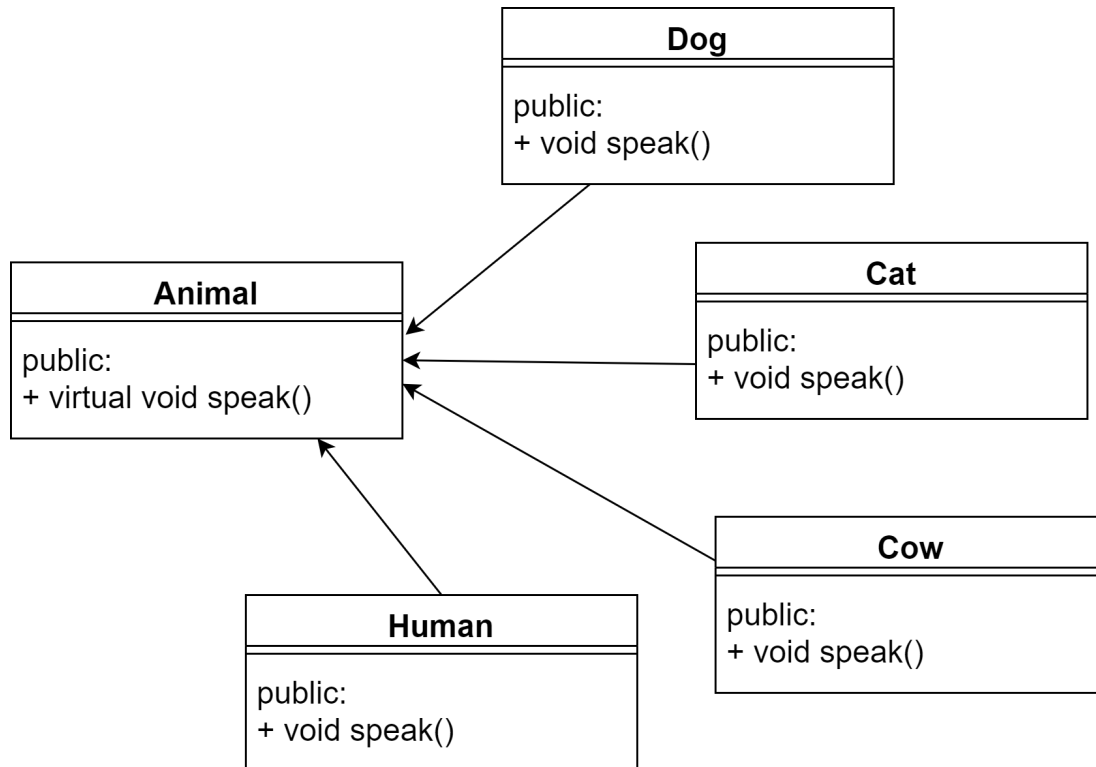 Dog
public:
+ void speak()
Animal
public:
+ virtual void speak()
Cat
public:
+ void speak()
Cow
public:
+ void speak()
Human
public:
+ void speak()